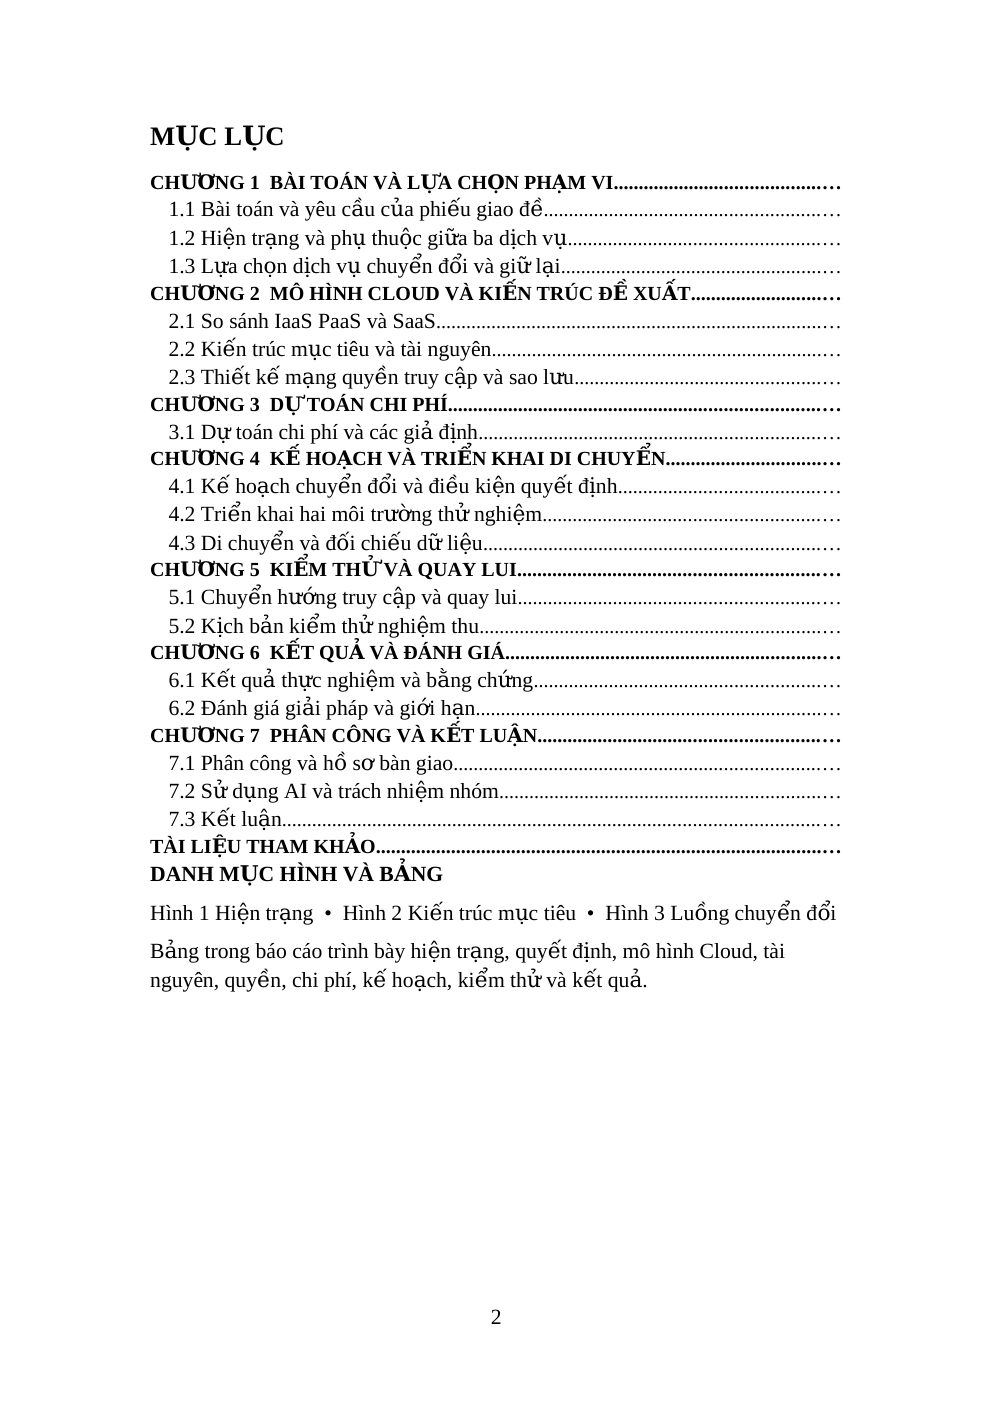 MỤC LỤC
CHƯƠNG 1  BÀI TOÁN VÀ LỰA CHỌN PHẠM VI..........................................…
1.1 Bài toán và yêu cầu của phiếu giao đề........................................................…
1.2 Hiện trạng và phụ thuộc giữa ba dịch vụ...................................................…
1.3 Lựa chọn dịch vụ chuyển đổi và giữ lại.....................................................…
CHƯƠNG 2  MÔ HÌNH CLOUD VÀ KIẾN TRÚC ĐỀ XUẤT..........................…
2.1 So sánh IaaS PaaS và SaaS.............................................................................…
2.2 Kiến trúc mục tiêu và tài nguyên..................................................................…
2.3 Thiết kế mạng quyền truy cập và sao lưu..................................................…
CHƯƠNG 3  DỰ TOÁN CHI PHÍ...........................................................................…
3.1 Dự toán chi phí và các giả định.....................................................................…
CHƯƠNG 4  KẾ HOẠCH VÀ TRIỂN KHAI DI CHUYỂN...............................…
4.1 Kế hoạch chuyển đổi và điều kiện quyết định.........................................…
4.2 Triển khai hai môi trường thử nghiệm........................................................…
4.3 Di chuyển và đối chiếu dữ liệu....................................................................…
CHƯƠNG 5  KIỂM THỬ VÀ QUAY LUI.............................................................…
5.1 Chuyển hướng truy cập và quay lui.............................................................…
5.2 Kịch bản kiểm thử nghiệm thu.....................................................................…
CHƯƠNG 6  KẾT QUẢ VÀ ĐÁNH GIÁ................................................................…
6.1 Kết quả thực nghiệm và bằng chứng..........................................................…
6.2 Đánh giá giải pháp và giới hạn.....................................................................…
CHƯƠNG 7  PHÂN CÔNG VÀ KẾT LUẬN.........................................................…
7.1 Phân công và hồ sơ bàn giao.........................................................................…
7.2 Sử dụng AI và trách nhiệm nhóm................................................................…
7.3 Kết luận............................................................................................................…
TÀI LIỆU THAM KHẢO.........................................................................................…
DANH MỤC HÌNH VÀ BẢNG
Hình 1 Hiện trạng  •  Hình 2 Kiến trúc mục tiêu  •  Hình 3 Luồng chuyển đổi
Bảng trong báo cáo trình bày hiện trạng, quyết định, mô hình Cloud, tài
nguyên, quyền, chi phí, kế hoạch, kiểm thử và kết quả.
2